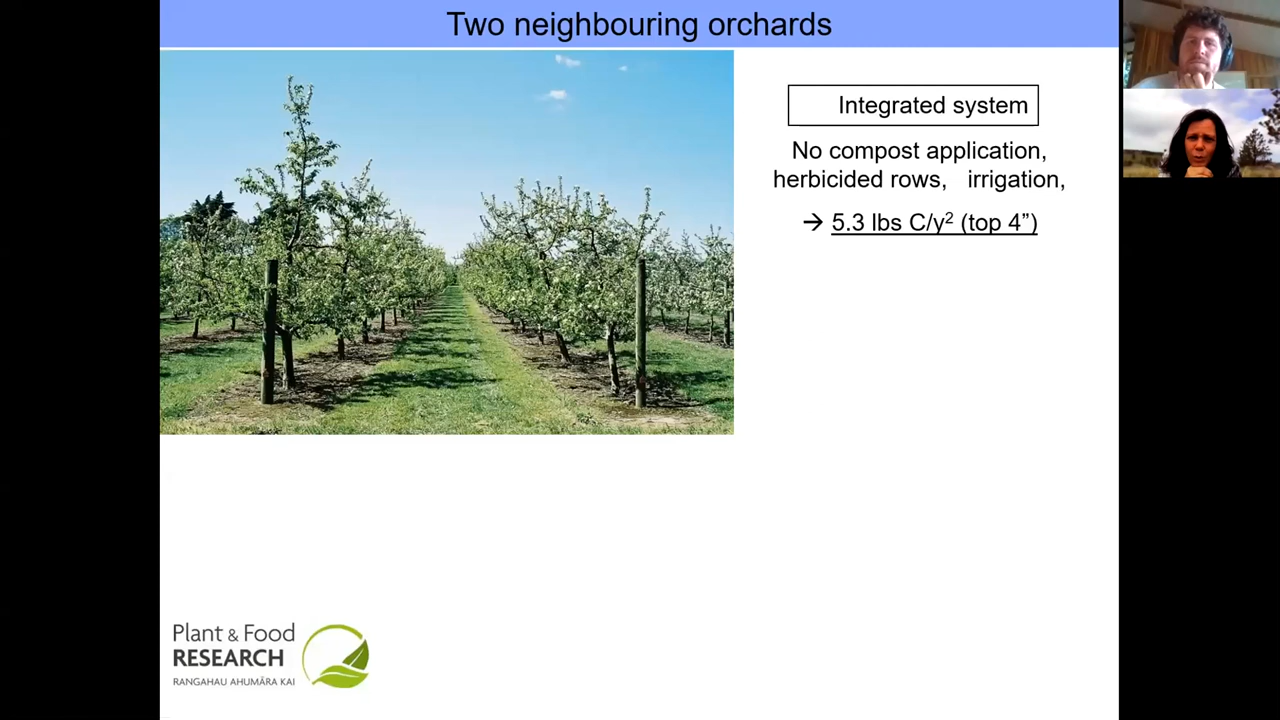 Two neighbouring orchards
Integrated system
No compost application,
herbicided rows, irrigation,
→ 5.3 lbs C/y² (top 4”)
Plant & Food
RESEARCH
RANGAHAU AHUMĀRA KAI